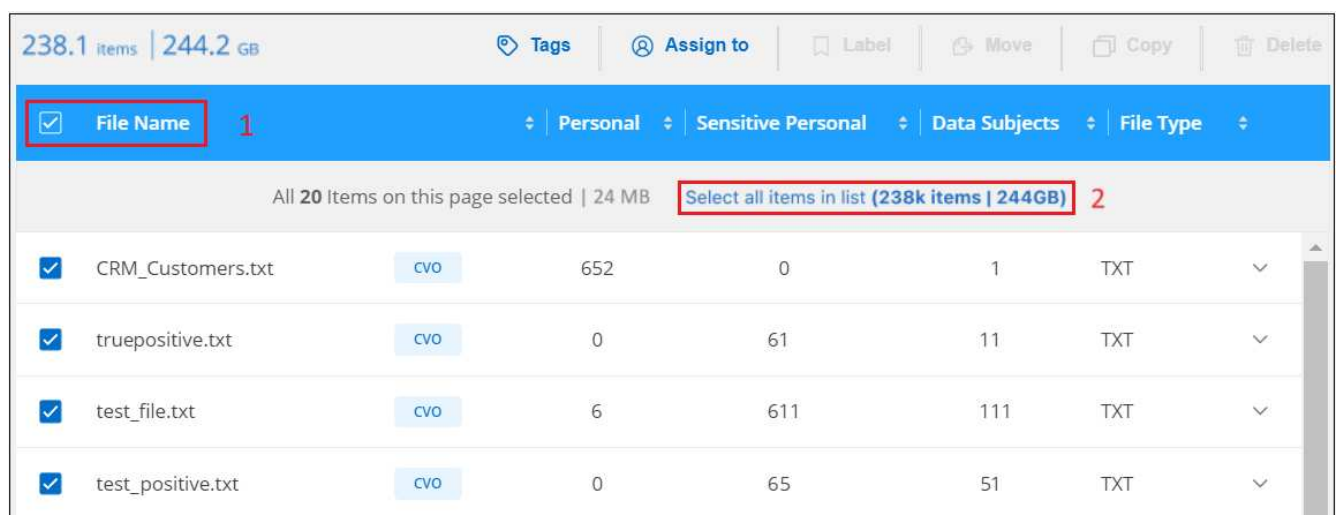 238.1 items | 244.2 GB Tags Assign to Label Move Copy Delete
File Name 1 Personal Sensitive Personal Data Subjects File Type
All 20 Items on this page selected | 24 MB Select all items in list (238k items | 244GB) 2
CRM_Customers.txt CVO 652 0 1 TXT
truepositive.txt CVO 0 61 11 TXT
test_file.txt CVO 6 611 111 TXT
test_positive.txt CVO 0 65 51 TXT